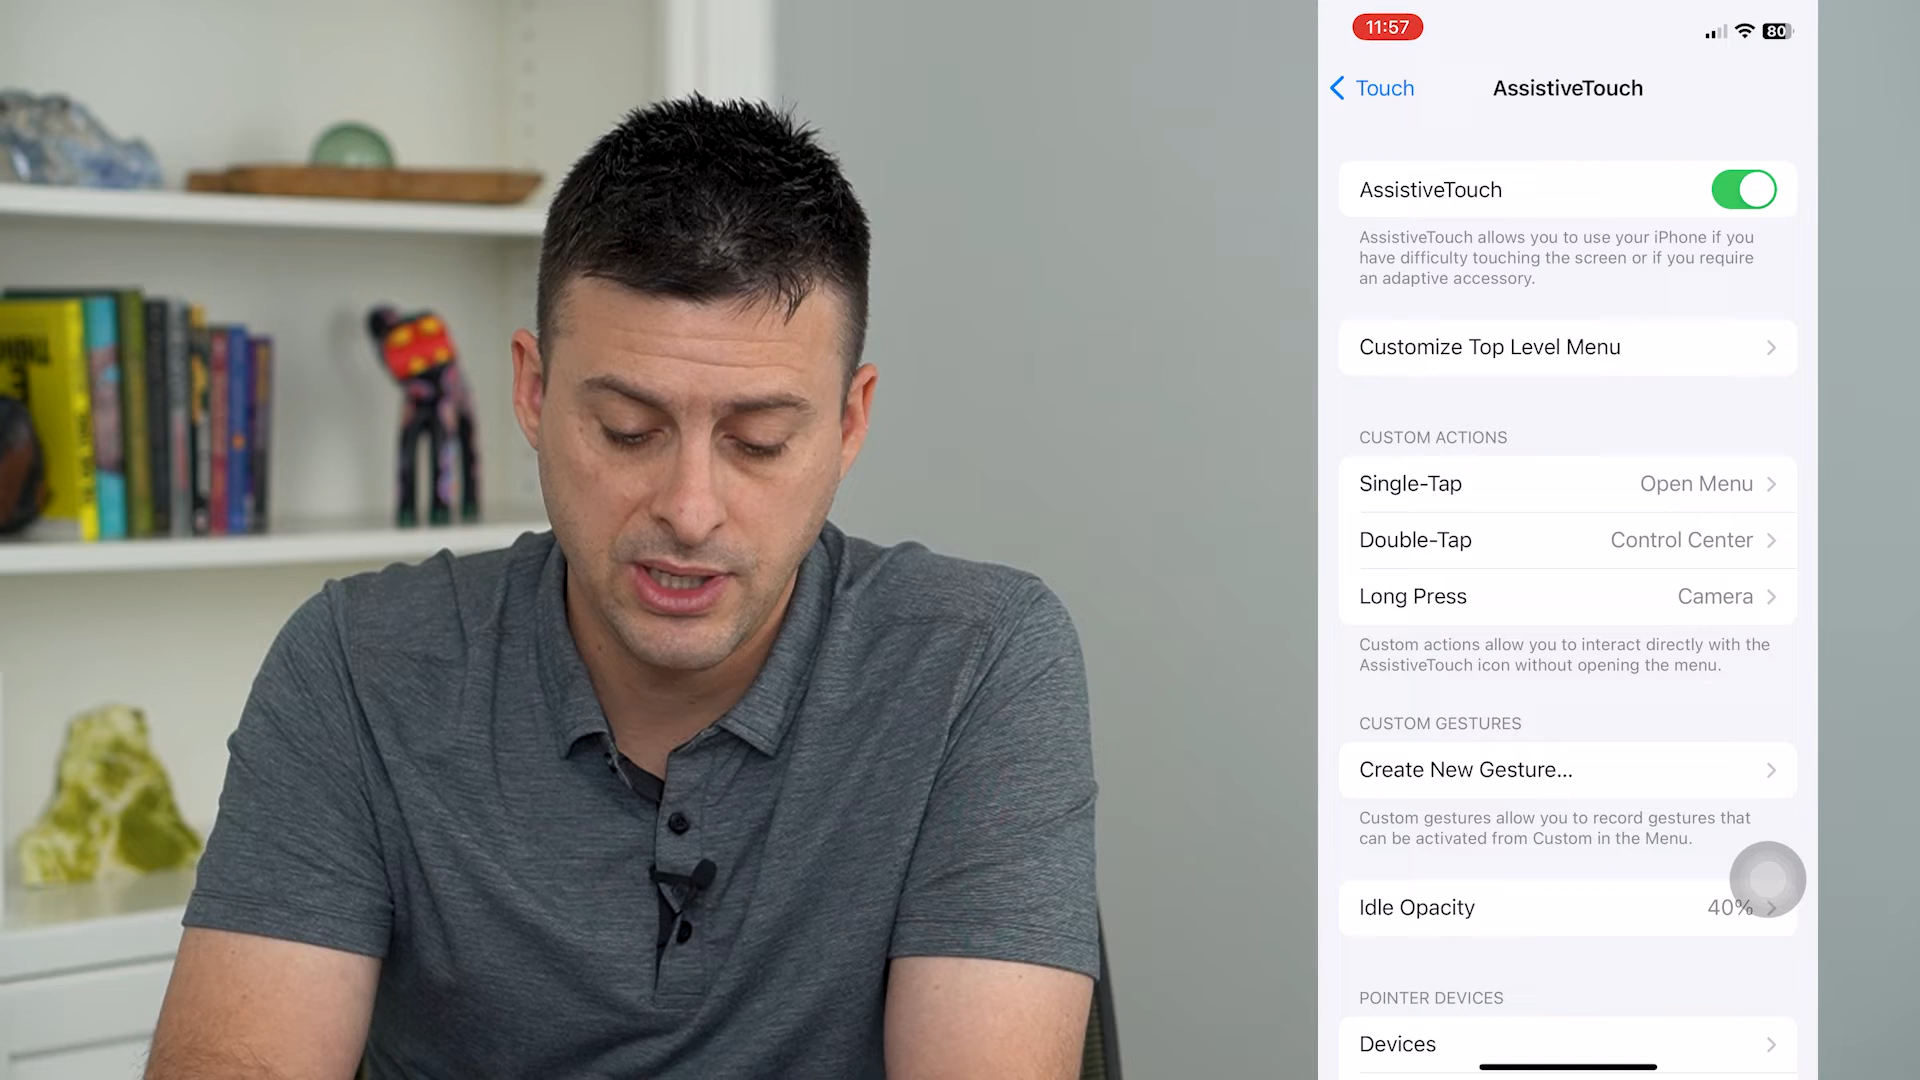 11:57
80
Touch
AssistiveTouch
AssistiveTouch
AssistiveTouch allows you to use your iPhone if you
have difficulty touching the screen or if you require
an adaptive accessory.
Customize Top Level Menu
CUSTOM ACTIONS
Single-Tap Open Menu
Double-Tap Control Center
Long Press Camera
Custom actions allow you to interact directly with the
AssistiveTouch icon without opening the menu.
CUSTOM GESTURES
Create New Gesture...
Custom gestures allow you to record gestures that
can be activated from Custom in the Menu.
Idle Opacity 40%
POINTER DEVICES
Devices